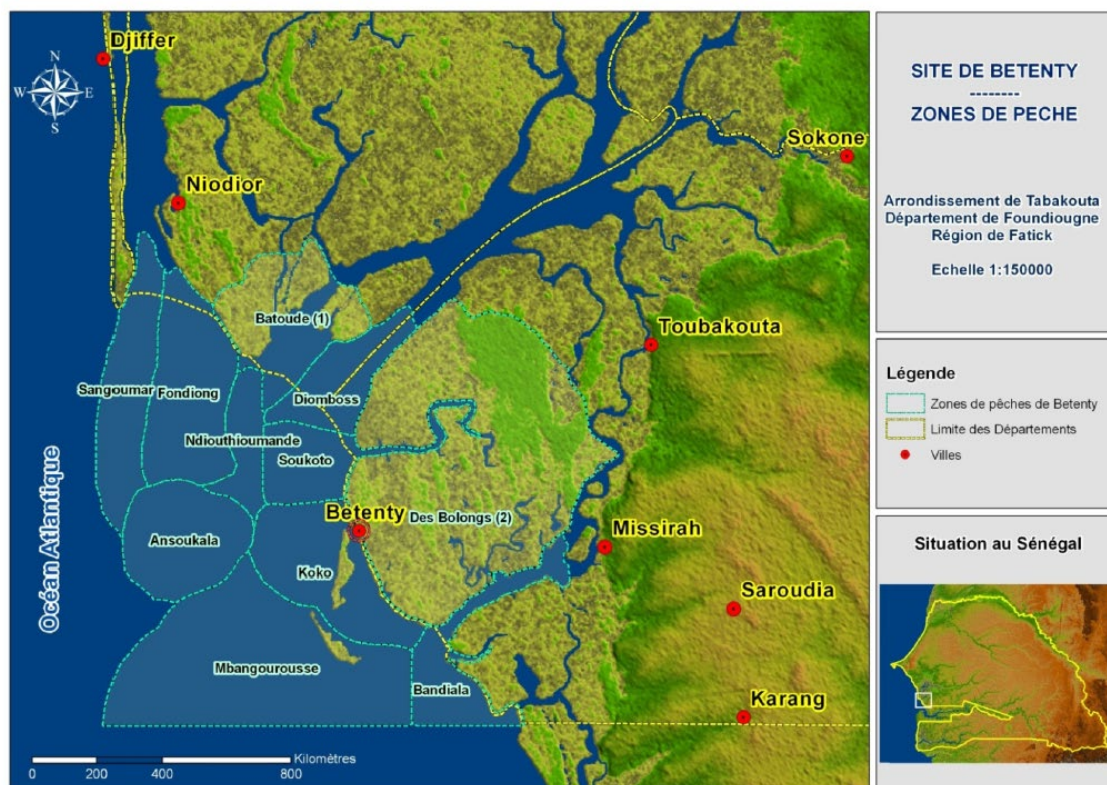 Djiffer
N
W E
S
Niodior
Sokone
Batoude (1)
Toubakouta
Sangoumar
Fondiong
Diomboss
Ndiouthioumande
Soukoto
Betenty
Des Bolongs (2)
Missirah
Ansoukala
Koko
Saroudia
Océan Atlantique
Mbangourousse
Bandiala
Karang
Kilomètres
0 200 400 800
SITE DE BETENTY
--------
ZONES DE PECHE
Arrondissement de Tabakouta
Département de Foundiougne
Région de Fatick
Echelle 1:150000
Légende
Zones de pêches de Betenty
Limite des Départements
Villes
Situation au Sénégal